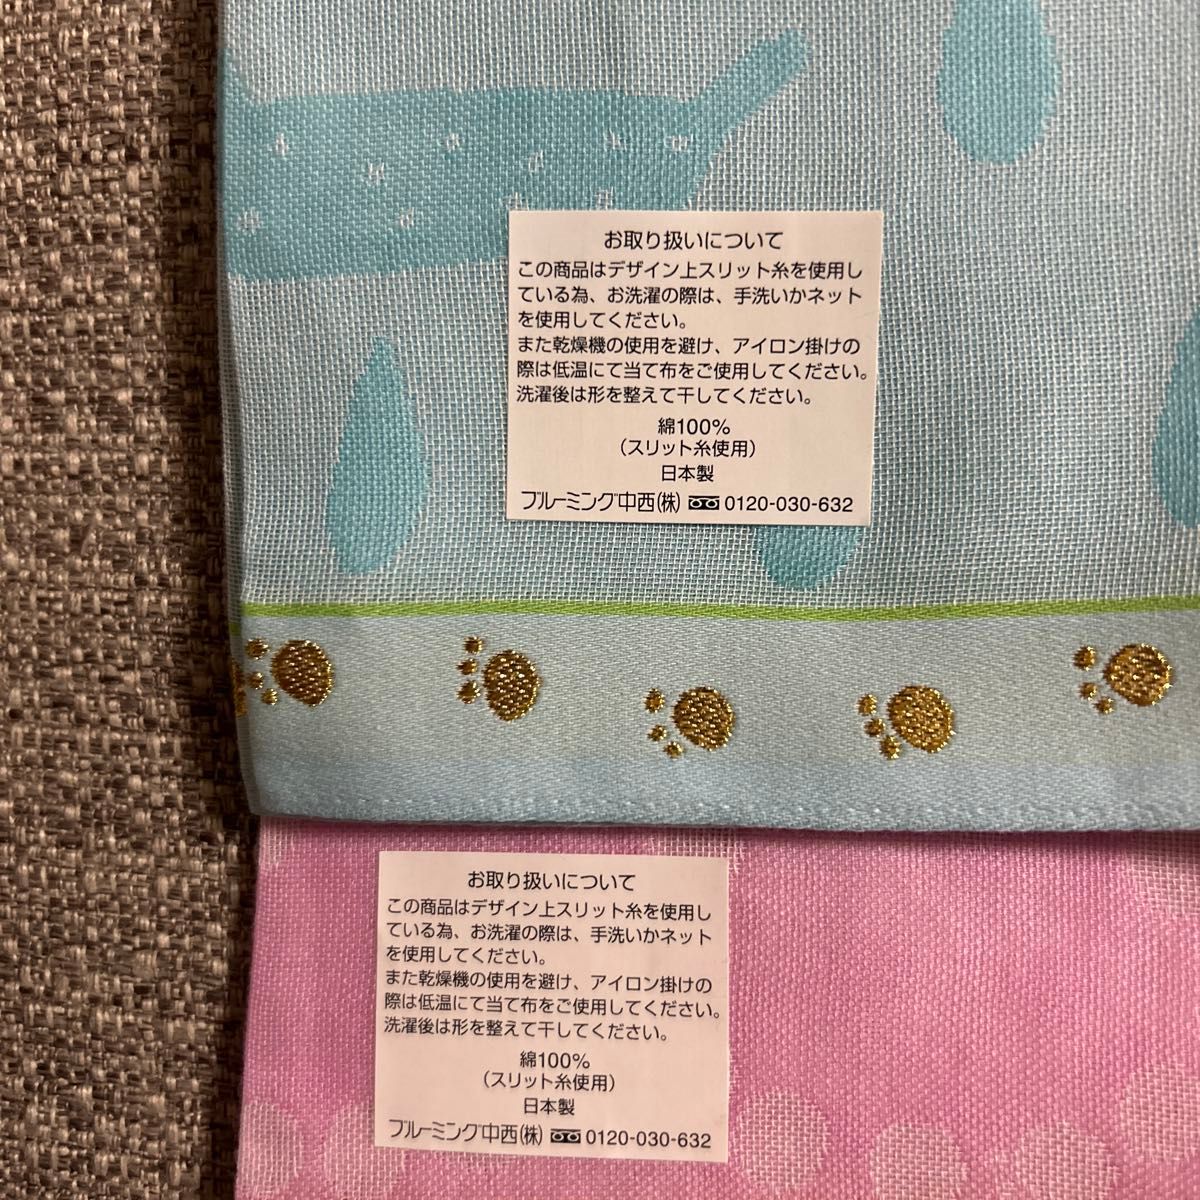 お取り扱いについて
この商品はデザイン上スリット糸を使用し
ている為、お洗濯の際は、手洗いかネット
を使用してください。
また乾燥機の使用を避け、アイロン掛けの
際は低温にて当て布をご使用してください。
洗濯後は形を整えて干してください。
綿100%
(スリット糸使用)
日本製
ブルーミング中西(株) 0120-030-632
お取り扱いについて
この商品はデザイン上スリット糸を使用し
ている為、お洗濯の際は、手洗いかネット
を使用してください。
また乾燥機の使用を避け、アイロン掛けの
際は低温にて当て布をご使用してください。
洗濯後は形を整えて干してください。
綿100%
(スリット糸使用)
日本製
ブルーミング中西(株) 0120-030-632